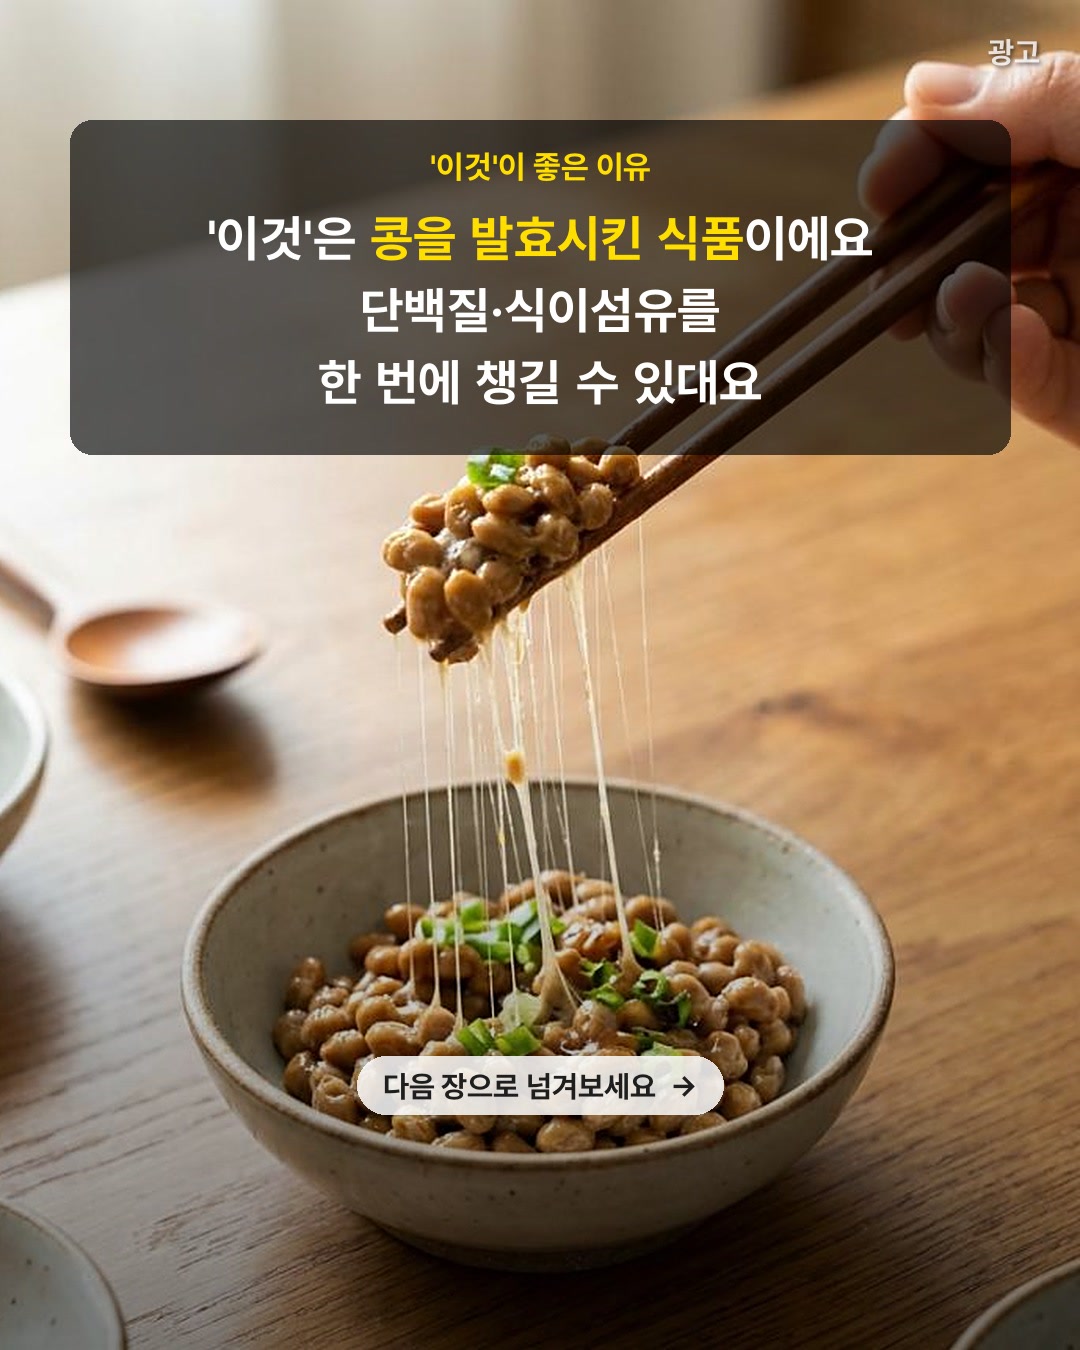 광고
'이것'이 좋은 이유
'이것'은 콩을 발효시킨 식품이에요
단백질·식이섬유를
한 번에 챙길 수 있대요
다음 장으로 넘겨보세요 →